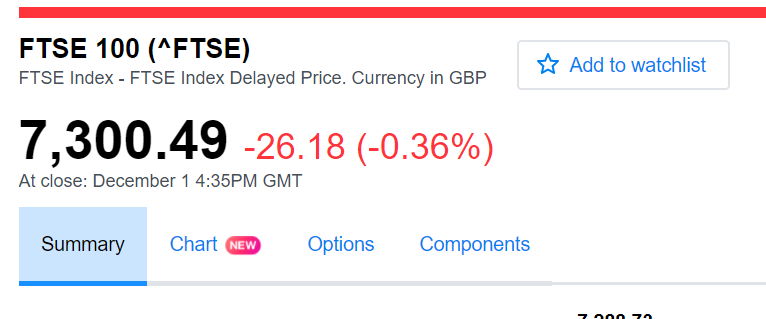 FTSE 100 (^FTSE)
FTSE Index - FTSE Index Delayed Price. Currency in GBP
Add to watchlist
7,300.49 -26.18 (-0.36%)
At close: December 1 4:35PM GMT
Summary Chart NEW Options Components